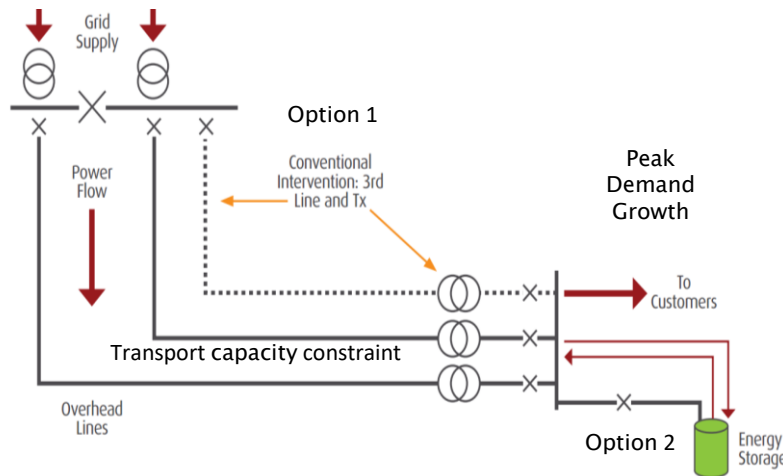 Grid
Supply
Option 1
Conventional
Intervention: 3rd
Line and Tx
Peak
Demand
Growth
Power
Flow
To
Customers
Transport capacity constraint
Overhead
Lines
Option 2
Energy
Storage